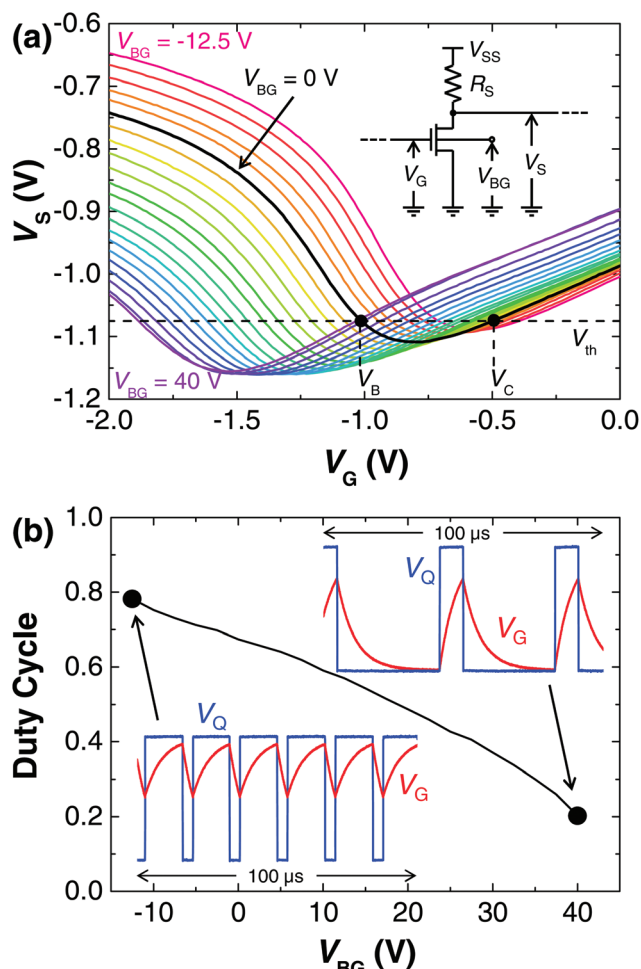 (a)
V_BG = -12.5 V
V_BG = 0 V
V_SS
R_S
V_G
V_BG
V_S
V_th
V_B
V_C
V_BG = 40 V
-0.6
-0.7
-0.8
-0.9
-1.0
-1.1
-1.2
V_S (V)
-2.0 -1.5 -1.0 -0.5 0.0
V_G (V)
(b)
1.0
0.8
0.6
0.4
0.2
0.0
Duty Cycle
100 µs
V_Q
V_G
V_Q
V_G
100 µs
-10 0 10 20 30 40
V_BG (V)